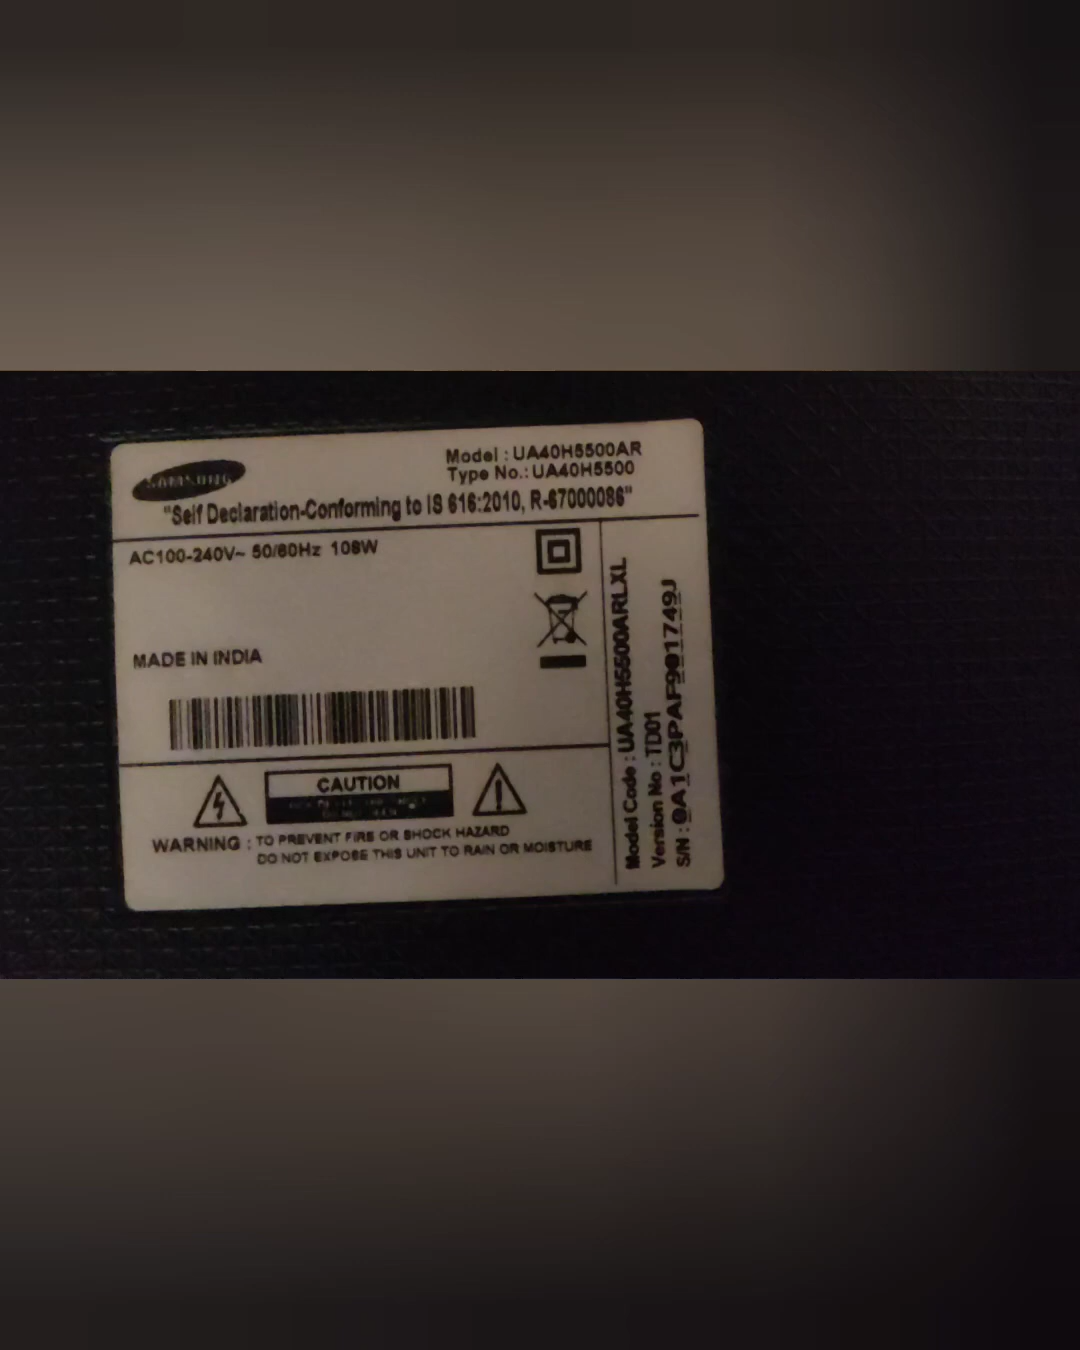 SAMSUNG
Model : UA40H5500AR
Type No.: UA40H5500
"Self Declaration-Conforming to IS 616:2010, R-67000086"
AC100-240V~ 50/60Hz 108W
MADE IN INDIA
CAUTION
WARNING : TO PREVENT FIRE OR SHOCK HAZARD
DO NOT EXPOSE THIS UNIT TO RAIN OR MOISTURE
Model Code : UA40H5500ARLXL
Version No : TD01
S/N : 0A1C3PAF901749J